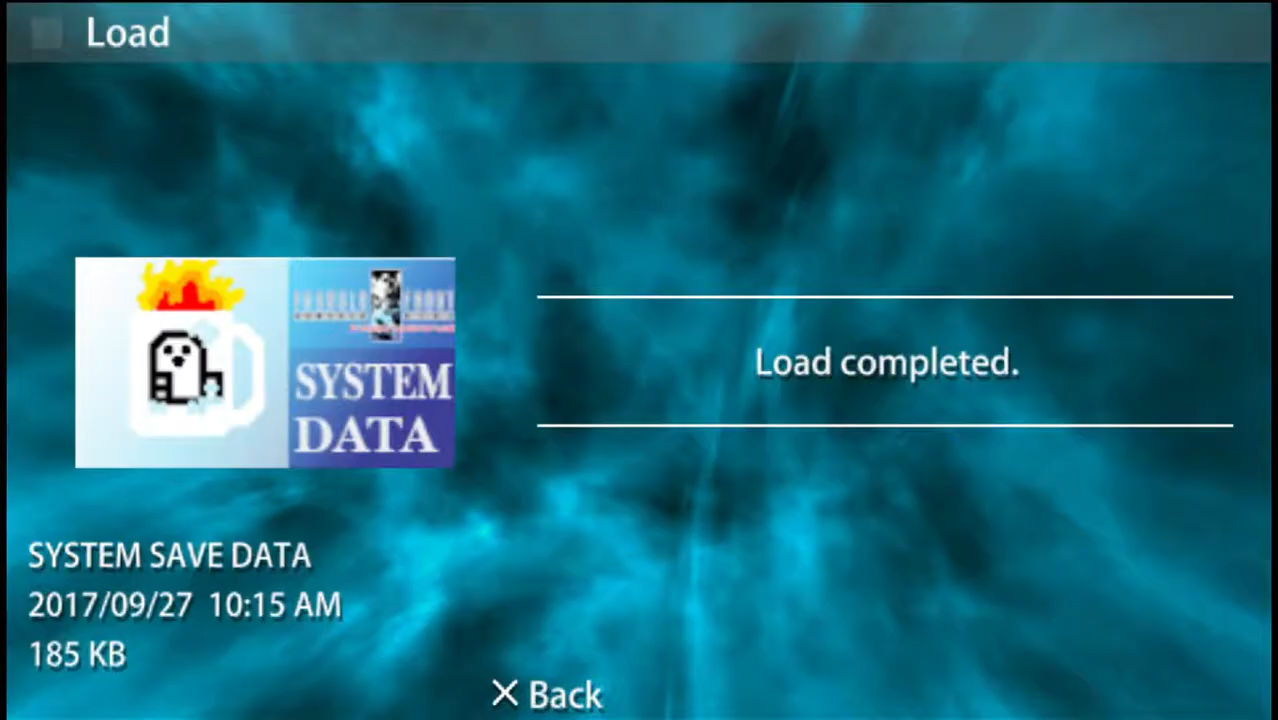 Load
SYSTEM
DATA
Load completed.
SYSTEM SAVE DATA
2017/09/27 10:15 AM
185 KB
Back